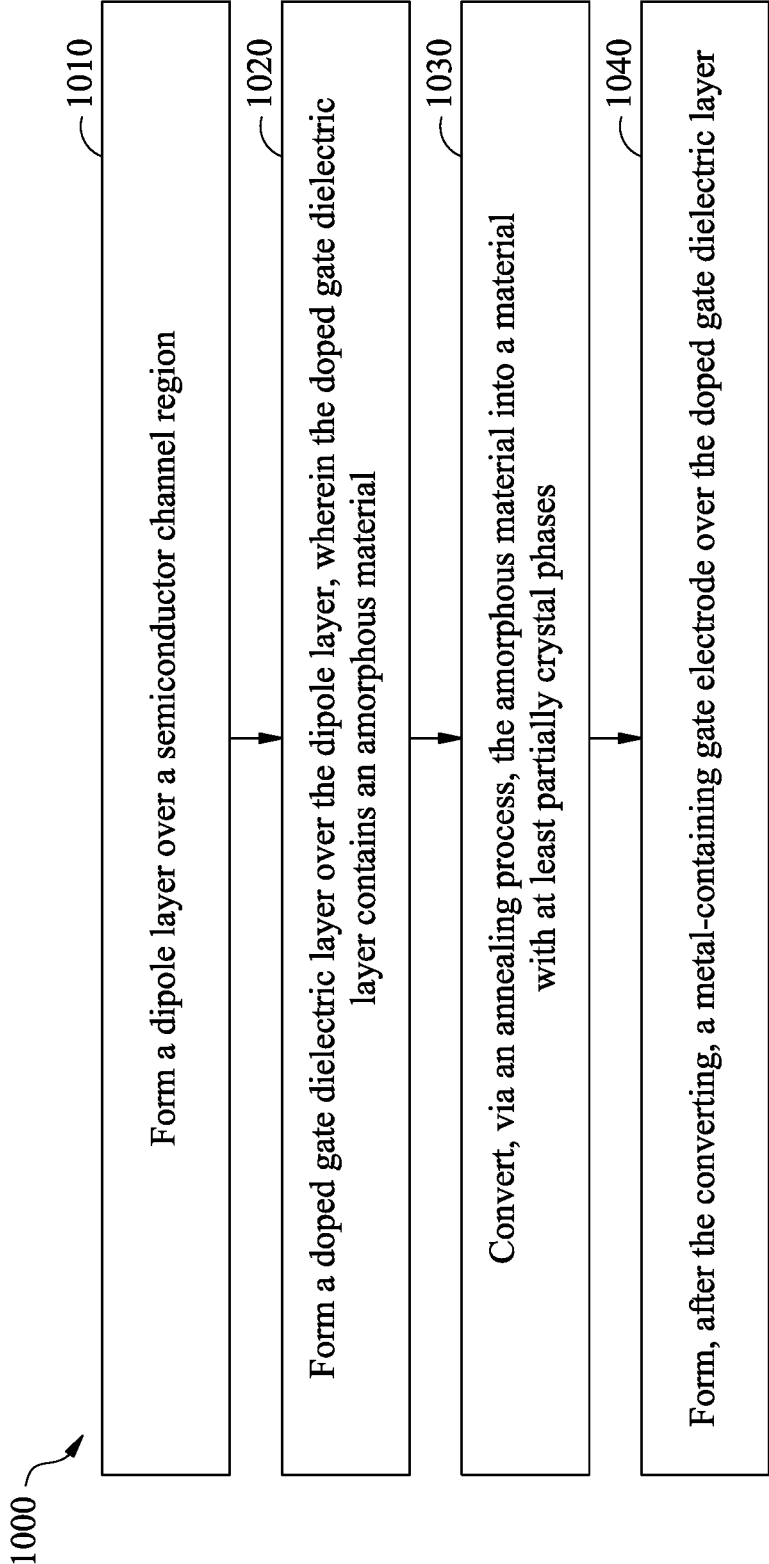 1000
1010
Form a dipole layer over a semiconductor channel region
1020
Form a doped gate dielectric layer over the dipole layer, wherein the doped gate dielectric
layer contains an amorphous material
1030
Convert, via an annealing process, the amorphous material into a material
with at least partially crystal phases
1040
Form, after the converting, a metal-containing gate electrode over the doped gate dielectric layer